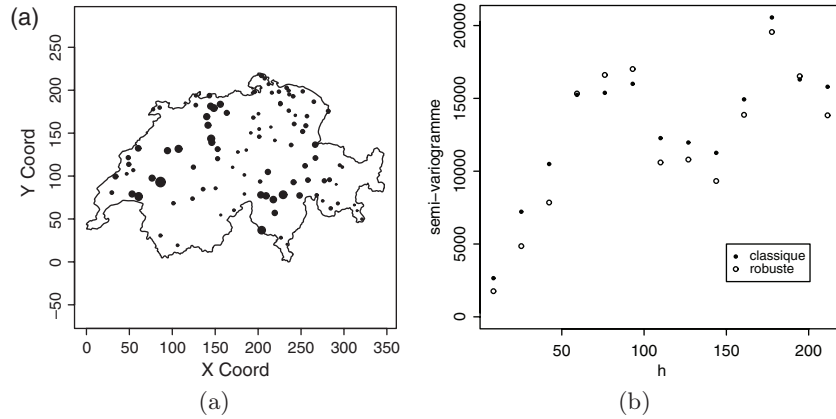 (a)
Y Coord
250
200
150
100
50
0
−50
0 50 100 150 200 250 300 350
X Coord
(a)
semi-variogramme
20000
15000
10000
5000
0
classique
robuste
50 100 150 200
h
(b)